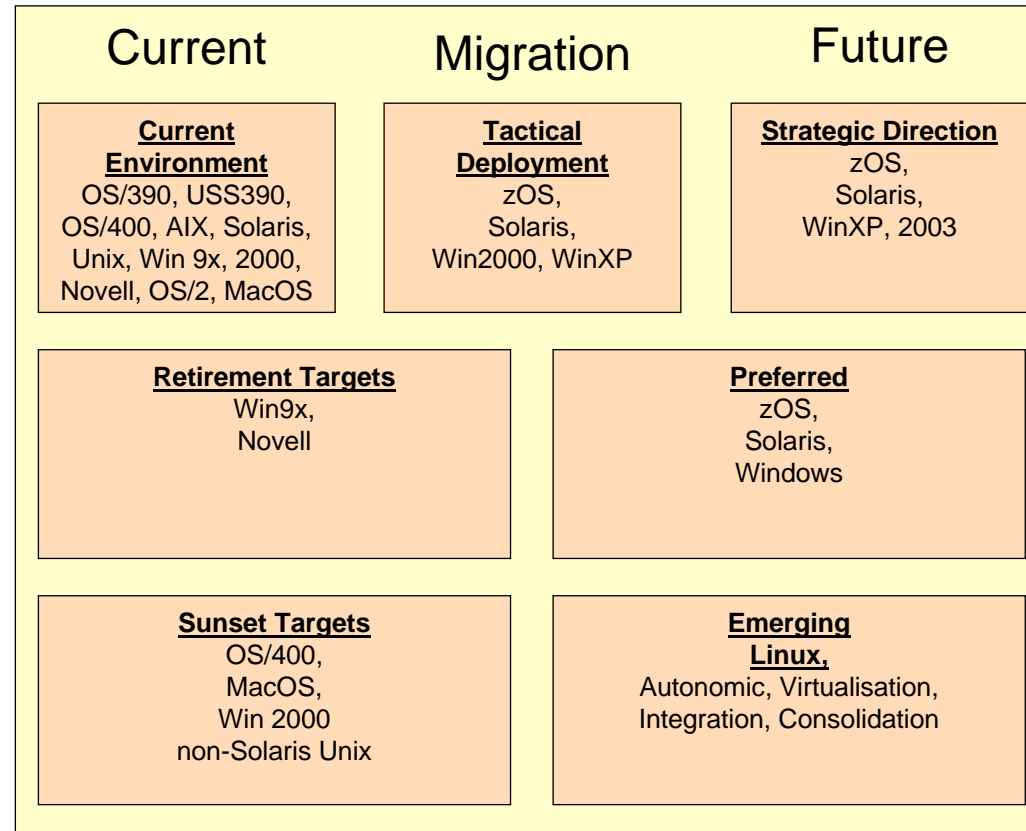 Current
Migration
Future
Current
Environment
OS/390, USS390,
OS/400, AIX, Solaris,
Unix, Win 9x, 2000,
Novell, OS/2, MacOS
Tactical
Deployment
zOS,
Solaris,
Win2000, WinXP
Strategic Direction
zOS,
Solaris,
WinXP, 2003
Retirement Targets
Win9x,
Novell
Preferred
zOS,
Solaris,
Windows
Sunset Targets
OS/400,
MacOS,
Win 2000
non-Solaris Unix
Emerging
Linux,
Autonomic, Virtualisation,
Integration, Consolidation